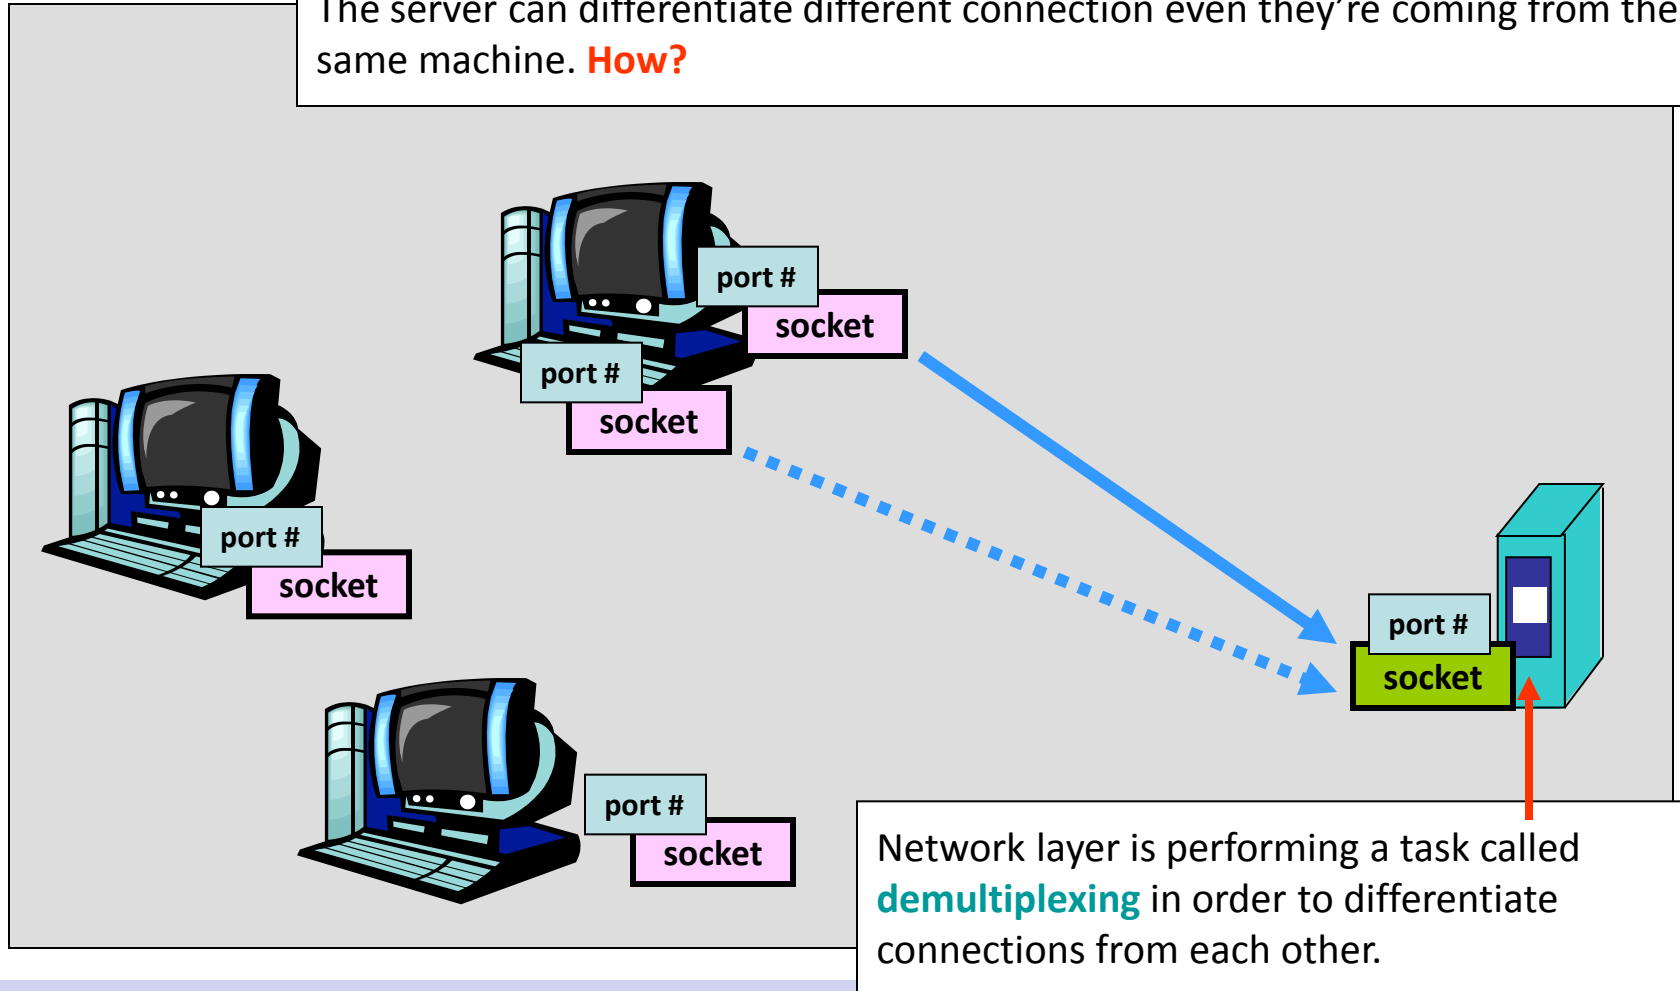 The server can differentiate different connection even they're coming from the
same machine. How?
port #
socket
port #
socket
port #
socket
port #
socket
port #
socket
Network layer is performing a task called
demultiplexing in order to differentiate
connections from each other.